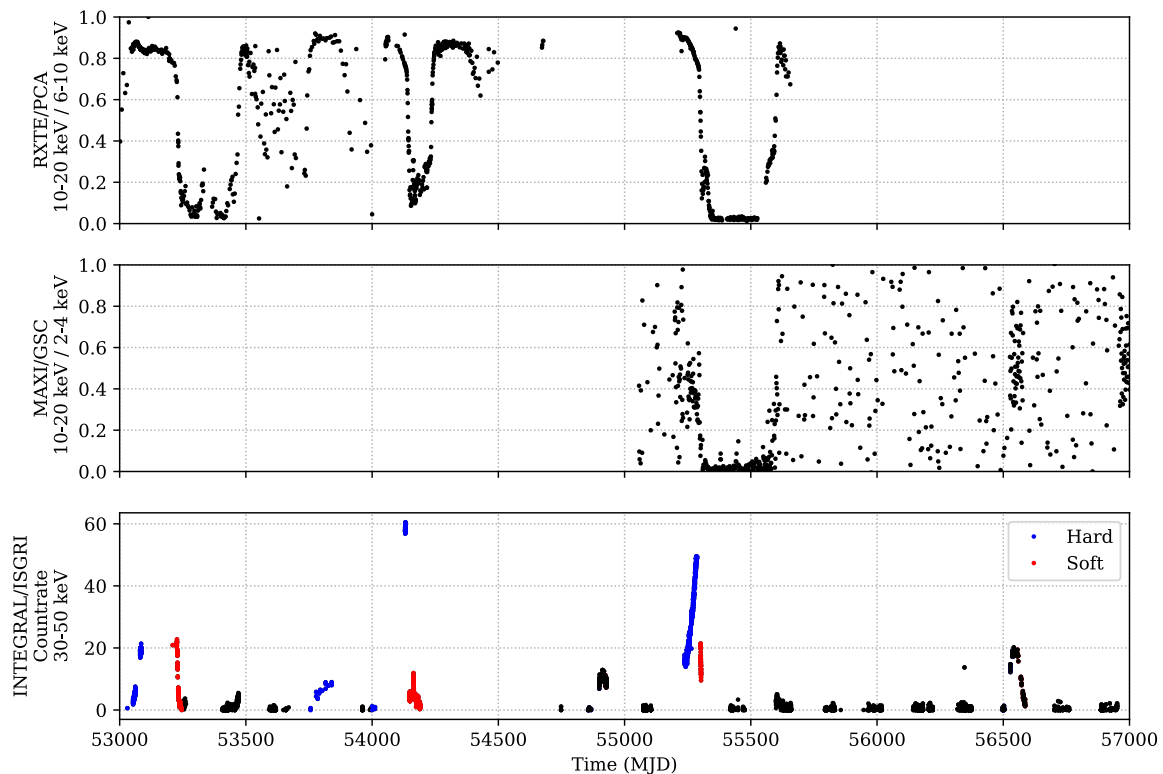 1.0
0.8
0.6
0.4
0.2
0.0
RXTE/PCA
10-20 keV / 6-10 keV
1.0
0.8
0.6
0.4
0.2
0.0
MAXI/GSC
10-20 keV / 2-4 keV
60
40
20
0
INTEGRAL/ISGRI
Countrate
30-50 keV
Hard
Soft
53000 53500 54000 54500 55000 55500 56000 56500 57000
Time (MJD)